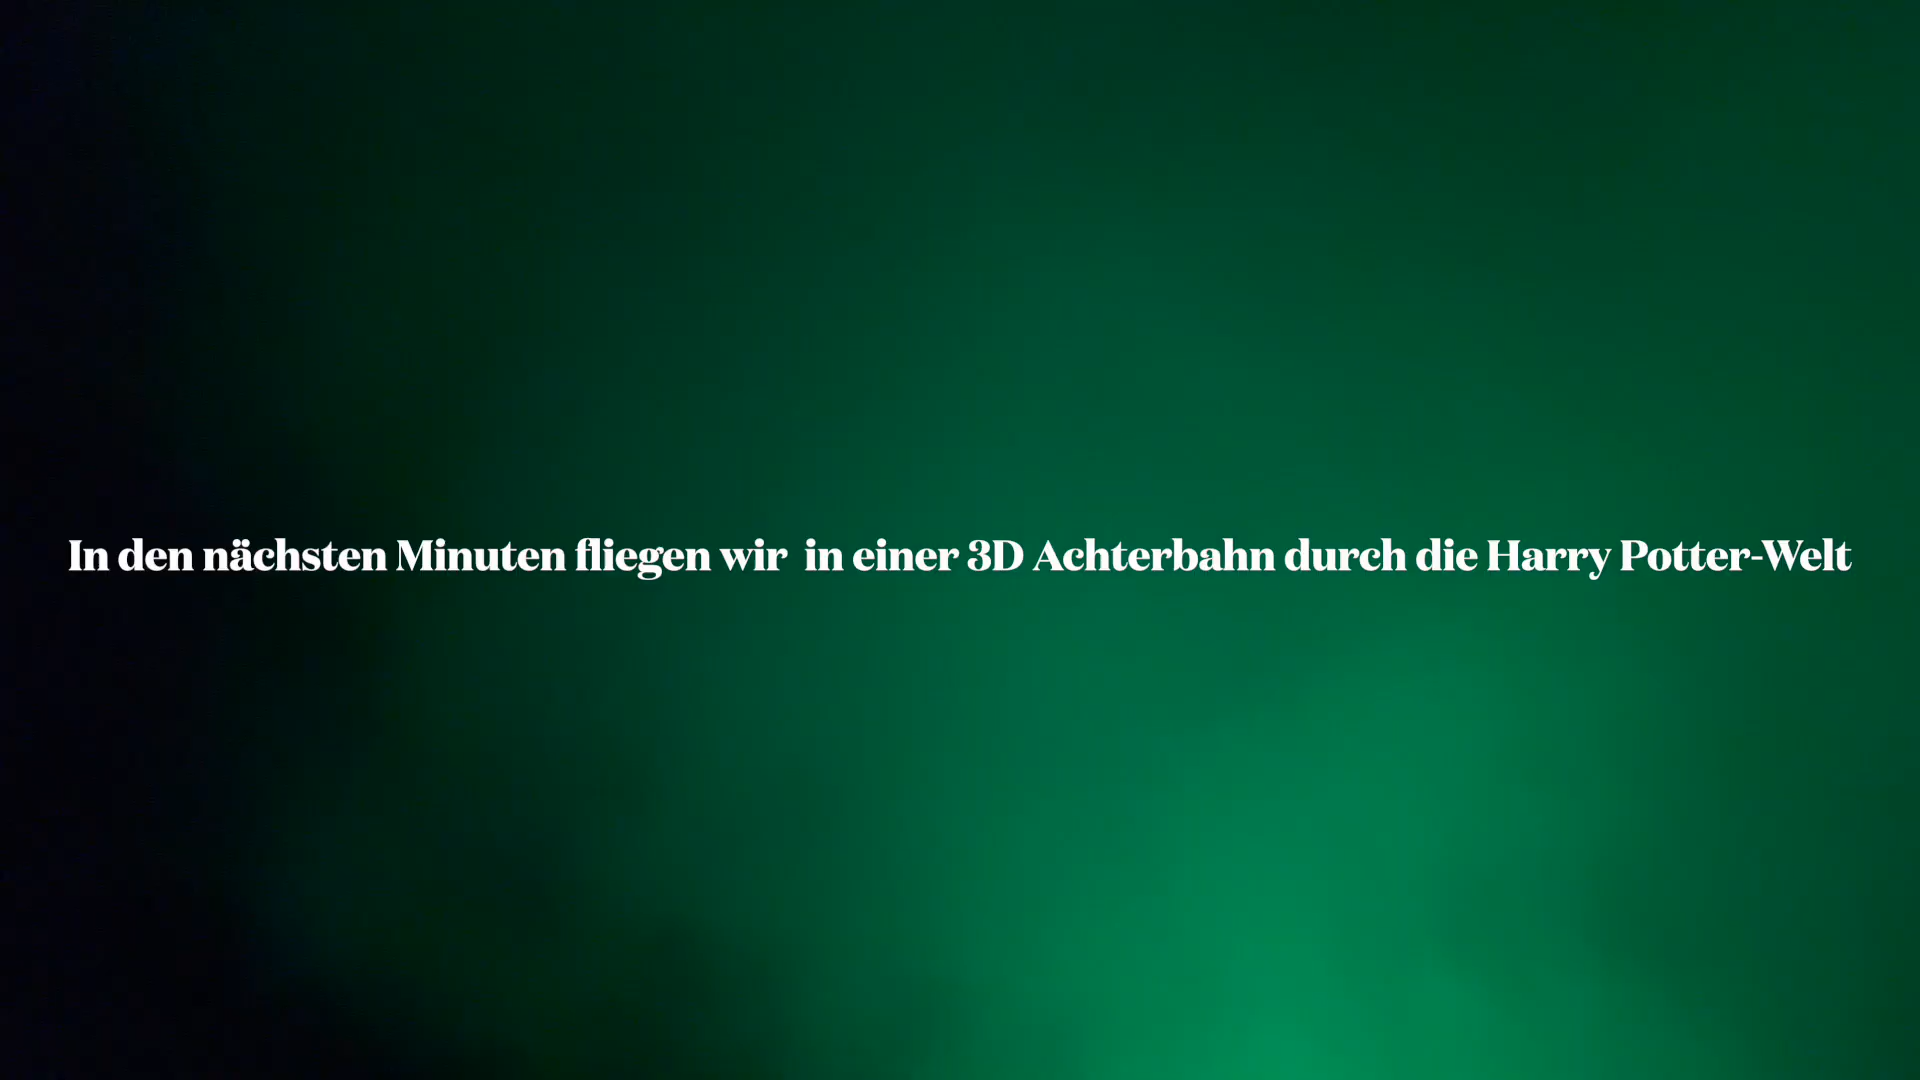 In den nächsten Minuten fliegen wir  in einer 3D Achterbahn durch die Harry Potter-Welt